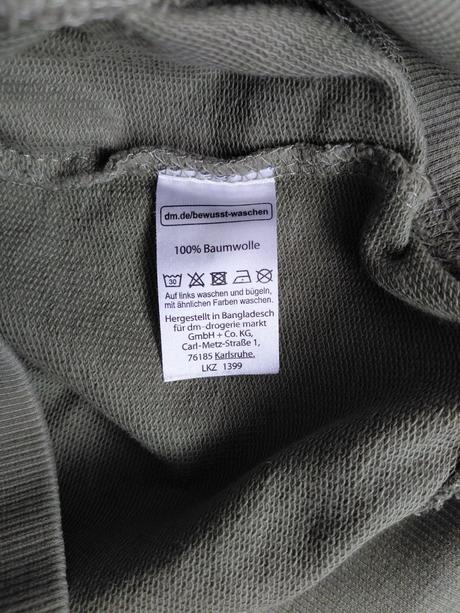 dm.de/bewusst-waschen
100% Baumwolle
30
Auf links waschen und bügeln,
mit ähnlichen Farben waschen.
Hergestellt in Bangladesch
für dm-drogerie markt
GmbH + Co. KG,
Carl-Metz-Straße 1,
76185 Karlsruhe.
LKZ 1399